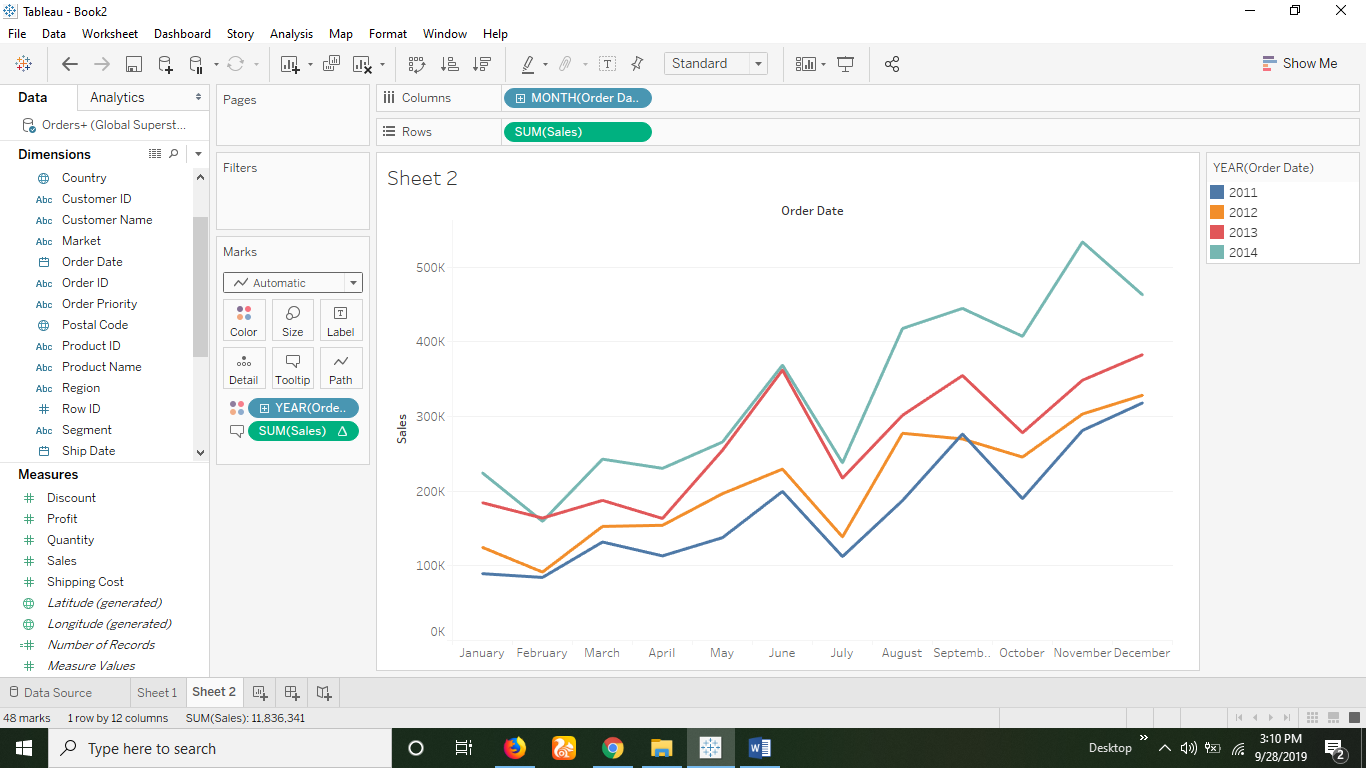 Tableau - Book2
File Data Worksheet Dashboard Story Analysis Map Format Window Help
Standard
Show Me
Data Analytics
Orders+ (Global Superst...
Dimensions
Country
Customer ID
Customer Name
Market
Order Date
Order ID
Order Priority
Postal Code
Product ID
Product Name
Region
Row ID
Segment
Ship Date
Measures
Discount
Profit
Quantity
Sales
Shipping Cost
Latitude (generated)
Longitude (generated)
Number of Records
Measure Values
Pages
Filters
Marks
Automatic
Color Size Label
Detail Tooltip Path
YEAR(Orde..
SUM(Sales) Δ
Columns MONTH(Order Da..
Rows SUM(Sales)
Sheet 2
Order Date
Sales
500K
400K
300K
200K
100K
0K
January February March April May June July August Septemb.. October November December
YEAR(Order Date)
2011
2012
2013
2014
Data Source Sheet 1 Sheet 2
48 marks 1 row by 12 columns SUM(Sales): 11,836,341
Type here to search
Desktop
3:10 PM
9/28/2019
2